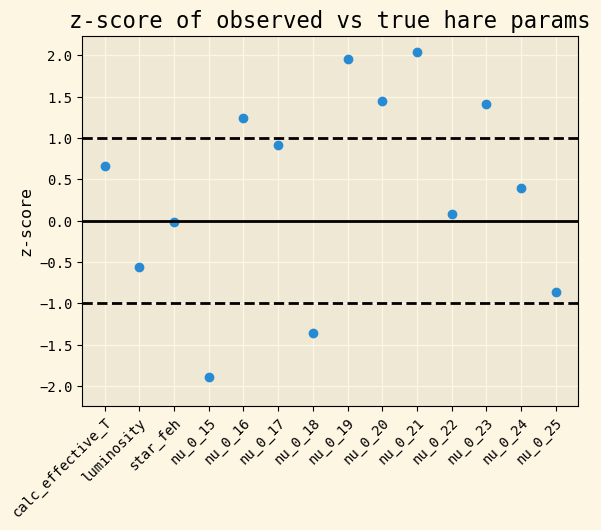 z-score of observed vs true hare params
z-score
2.0
1.5
1.0
0.5
0.0
−0.5
−1.0
−1.5
−2.0
calc_effective_T
luminosity
star_feh
nu_0_15
nu_0_16
nu_0_17
nu_0_18
nu_0_19
nu_0_20
nu_0_21
nu_0_22
nu_0_23
nu_0_24
nu_0_25